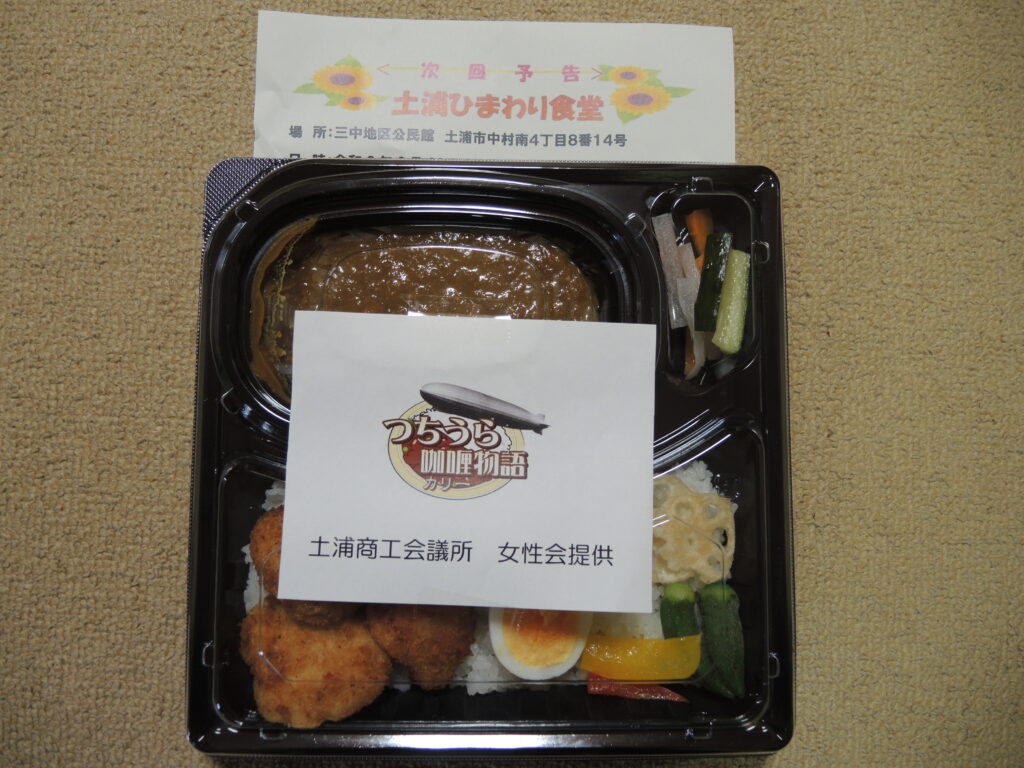 <次回予告>
土浦ひまわり食堂
場所:三中地区公民館 土浦市中村南4丁目8番14号
つちうら
咖喱物語
カリー
土浦商工会議所 女性会提供